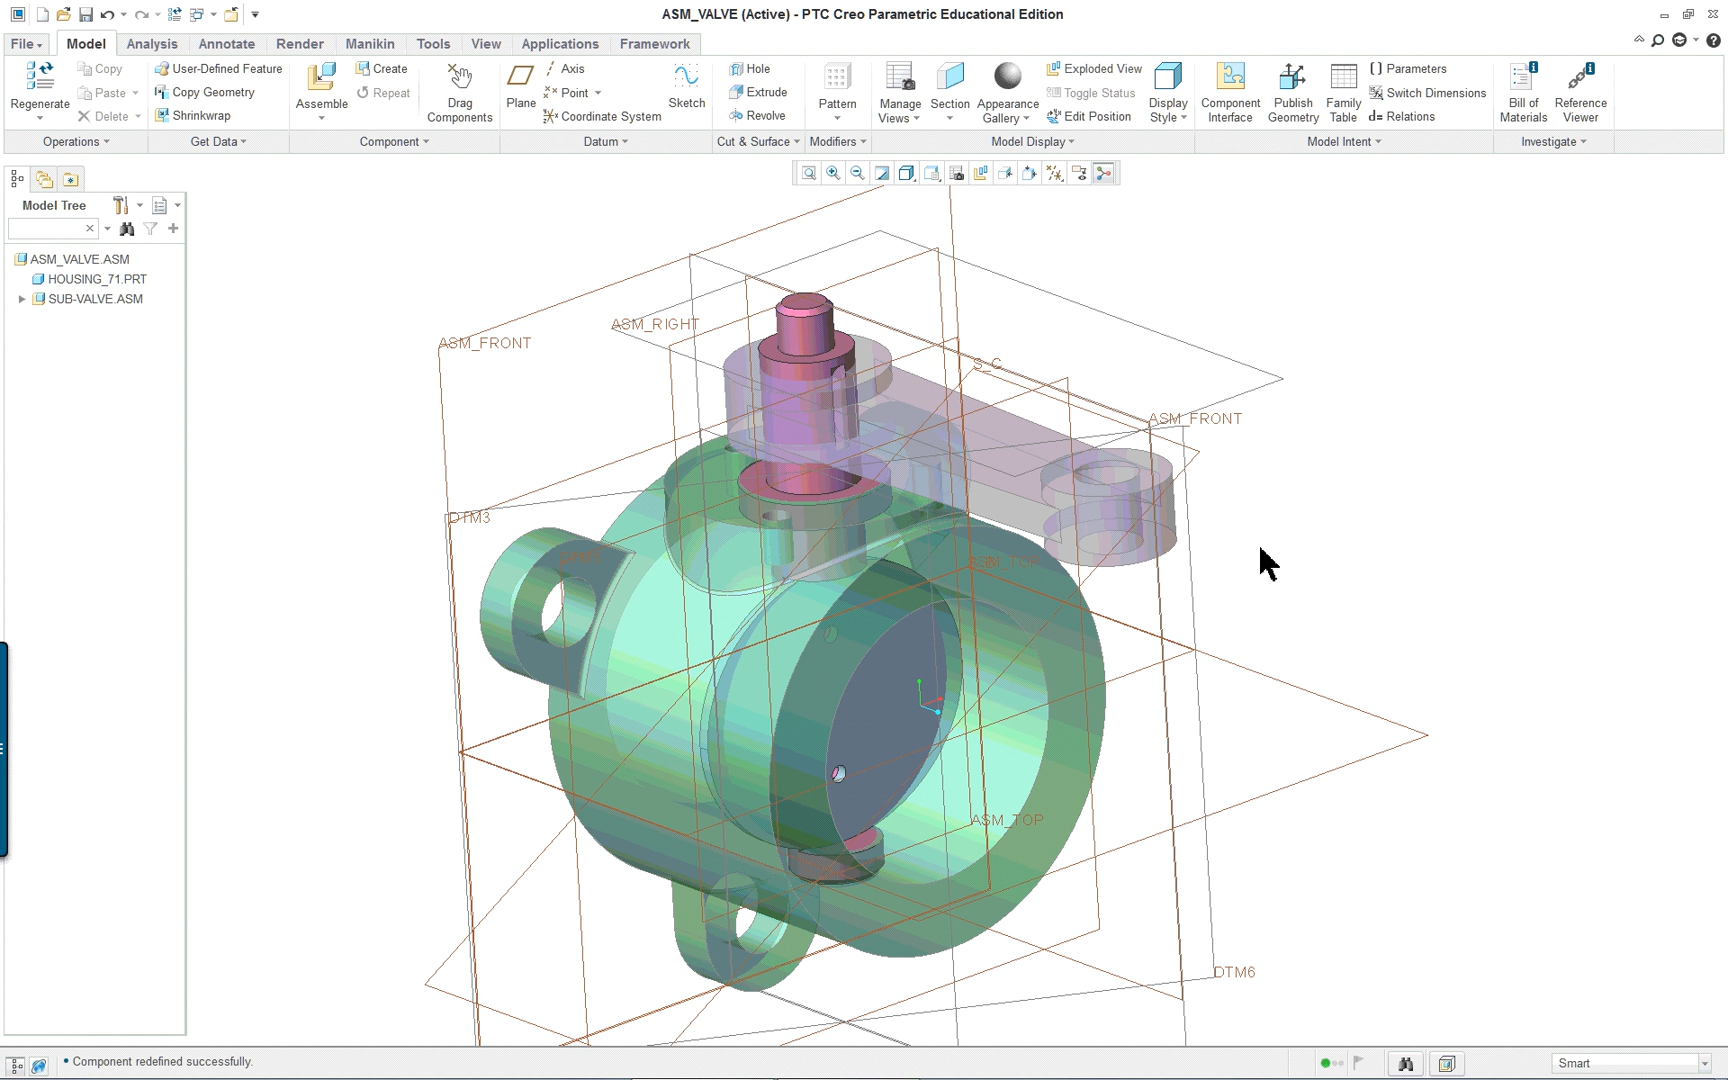 ASM_VALVE (Active) - PTC Creo Parametric Educational Edition
File Model Analysis Annotate Render Manikin Tools View Applications Framework
Regenerate
Copy
Paste
Delete
Operations
User-Defined Feature
Copy Geometry
Shrinkwrap
Get Data
Assemble
Create
Repeat
Drag
Components
Component
Plane
Axis
Point
Coordinate System
Sketch
Datum
Hole
Extrude
Revolve
Cut & Surface
Pattern
Modifiers
Manage
Views
Section
Appearance
Gallery
Exploded View
Toggle Status
Edit Position
Display
Style
Model Display
Component
Interface
Publish
Geometry
Family
Table
[ ] Parameters
Switch Dimensions
d= Relations
Model Intent
Bill of
Materials
Reference
Viewer
Investigate
Model Tree
ASM_VALVE.ASM
HOUSING_71.PRT
SUB-VALVE.ASM
ASM_RIGHT
ASM_FRONT
S_C
ASM_FRONT
DTM3
ASM_TOP
DTM6
• Component redefined successfully.
Smart